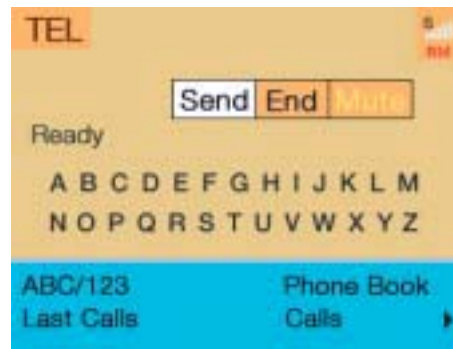 TEL
Send End Mute
Ready
A B C D E F G H I J K L M
N O P Q R S T U V W X Y Z
ABC/123 Phone Book
Last Calls Calls